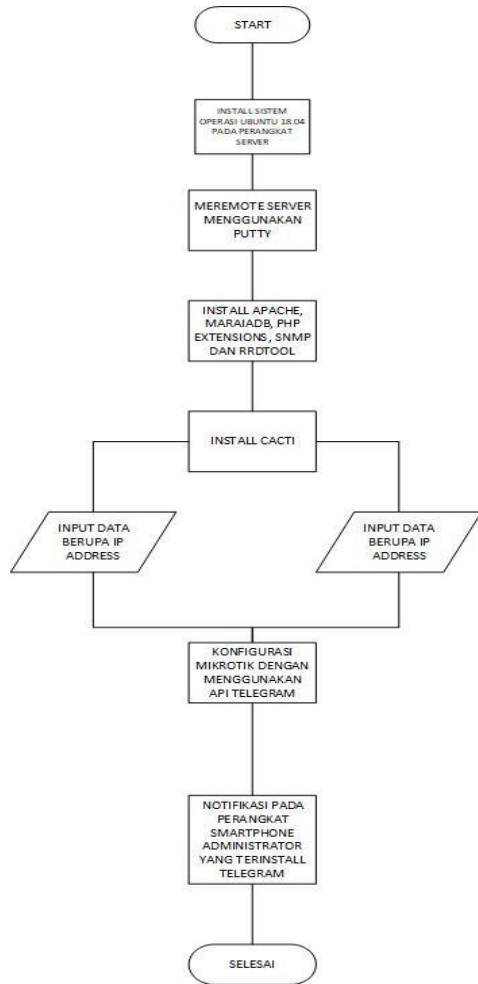 START
INSTALL SISTEM
OPERASI UBUNTU 18.04
PADA PERANGKAT
SERVER
MEREMOTE SERVER
MENGGUNAKAN
PUTTY
INSTALL APACHE,
MARAIADB, PHP
EXTENSIONS, SNMP
DAN RRDTOOL
INSTALL CACTI
INPUT DATA
BERUPA IP
ADDRESS
INPUT DATA
BERUPA IP
ADDRESS
KONFIGURASI
MIKROTIK DENGAN
MENGGUNAKAN
API TELEGRAM
NOTIFIKASI PADA
PERANGKAT
SMARTPHONE
ADMINISTRATOR
YANG TERINSTALL
TELEGRAM
SELESAI